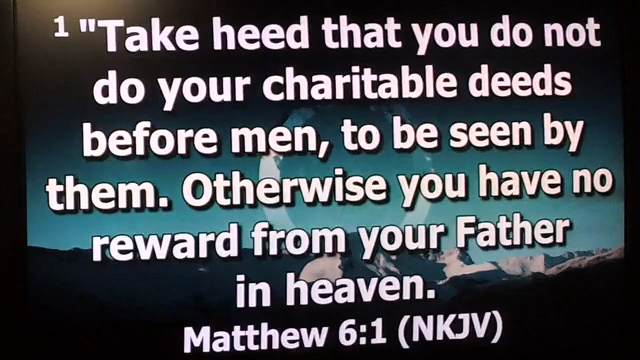 1 "Take heed that you do not
do your charitable deeds
before men, to be seen by
them. Otherwise you have no
reward from your Father
in heaven.
Matthew 6:1 (NKJV)